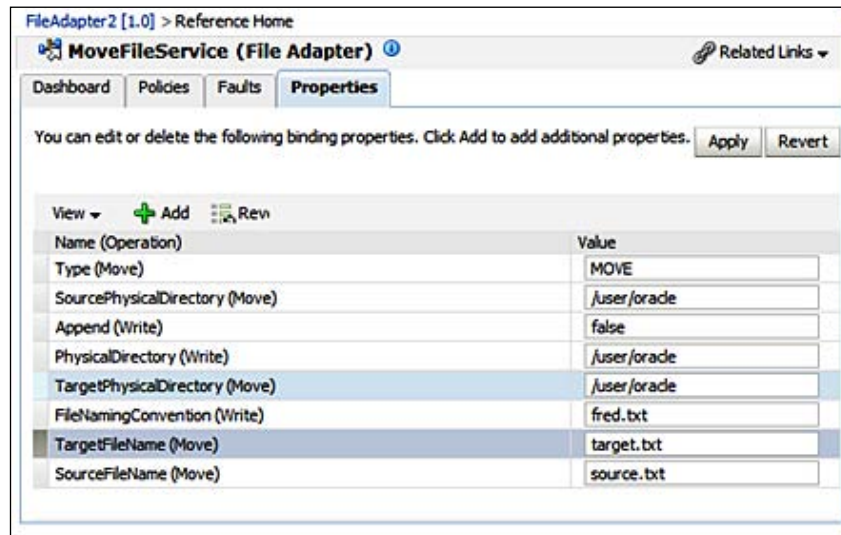 FileAdapter2 [1.0] > Reference Home
MoveFileService (File Adapter)
Related Links
Dashboard Policies Faults Properties
You can edit or delete the following binding properties. Click Add to add additional properties. Apply Revert
View Add Rev
Name (Operation) Value
Type (Move) MOVE
SourcePhysicalDirectory (Move) /user/oracle
Append (Write) false
PhysicalDirectory (Write) /user/oracle
TargetPhysicalDirectory (Move) /user/oracle
FileNamingConvention (Write) fred.txt
TargetFileName (Move) target.txt
SourceFileName (Move) source.txt